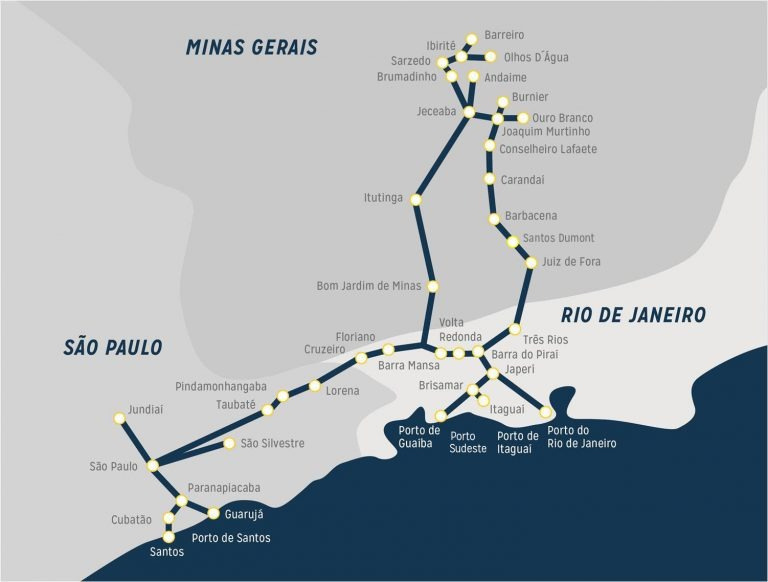 MINAS GERAIS
Barreiro
Ibiritê
Olhos D´Água
Sarzedo
Brumadinho
Andaime
Burnier
Jeceaba
Ouro Branco
Joaquim Murtinho
Conselheiro Lafaete
Carandaí
Itutinga
Barbacena
Santos Dumont
Juiz de Fora
Bom Jardim de Minas
RIO DE JANEIRO
Volta
Redonda
Três Rios
Floriano
SÃO PAULO
Cruzeiro
Barra do Pirai
Barra Mansa
Japeri
Pindamonhangaba
Lorena
Brisamar
Taubaté
Itaguaí
Jundiaí
Porto de
Guaiba
Porto
Sudeste
Porto de
Itaguaí
Porto do
Rio de Janeiro
São Silvestre
São Paulo
Paranapiacaba
Guarujá
Cubatão
Porto de Santos
Santos